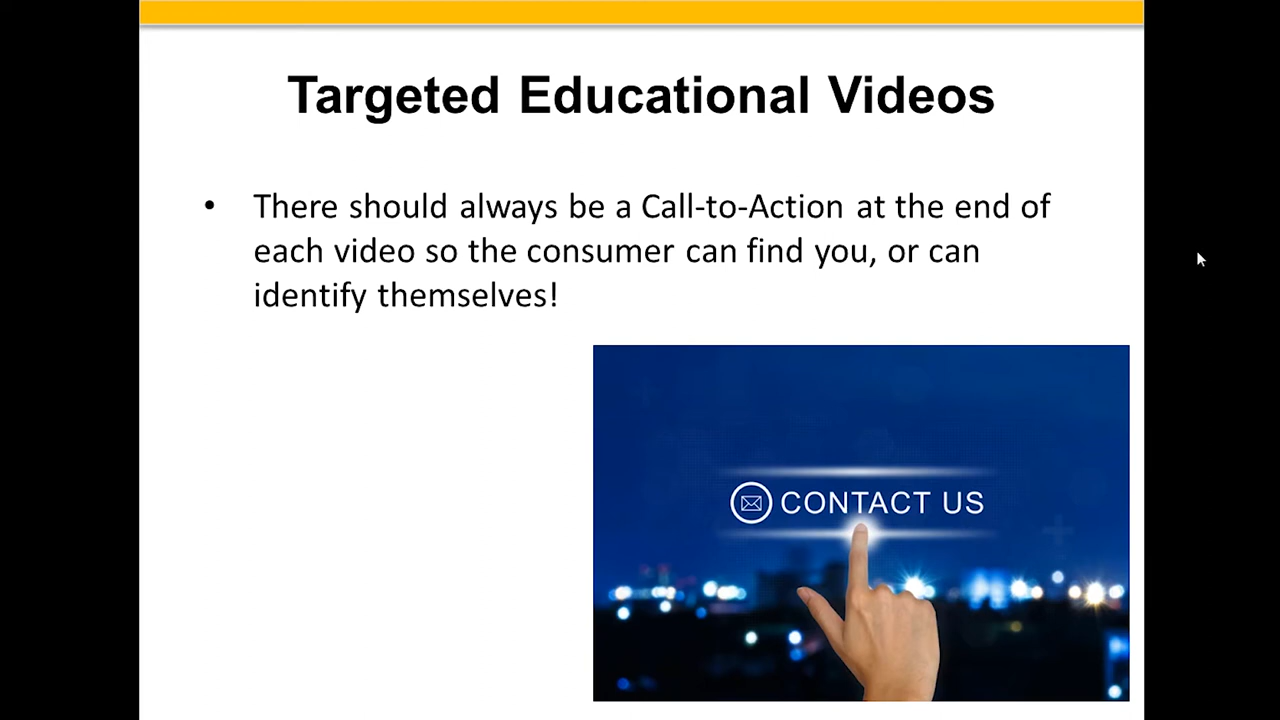 Targeted Educational Videos
• There should always be a Call-to-Action at the end of
each video so the consumer can find you, or can
identify themselves!
CONTACT US